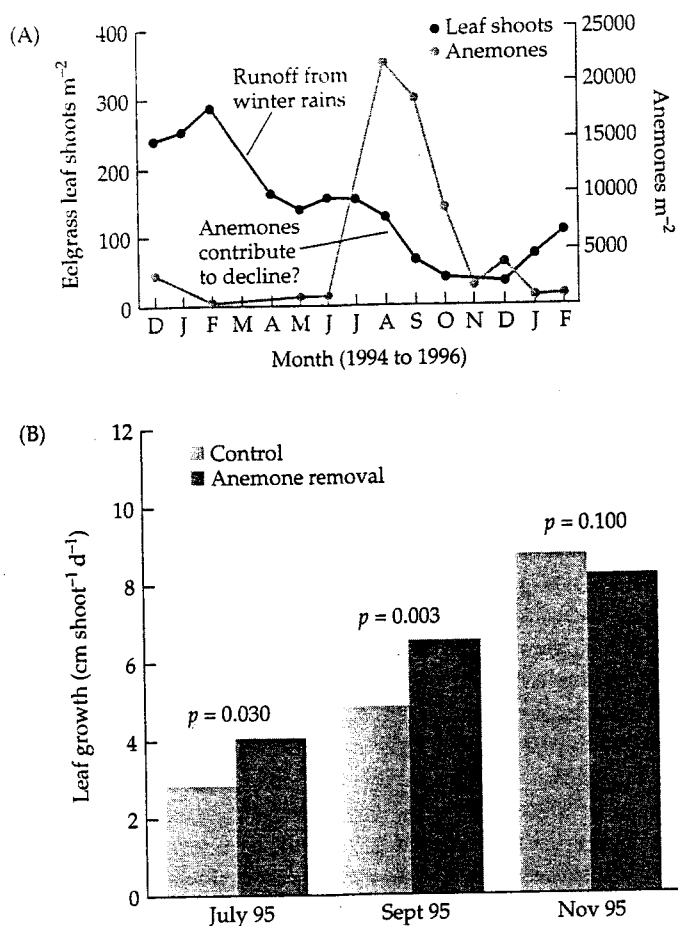 (A)
400
300
200
100
0
Eelgrass leaf shoots m⁻²
Runoff from
winter rains
Anemones
contribute
to decline?
Leaf shoots
Anemones
25000
20000
15000
10000
5000
Anemones m⁻²
D J F M A M J J A S O N D J F
Month (1994 to 1996)
(B)
12
10
8
6
4
2
0
Leaf growth (cm shoot⁻¹ d⁻¹)
Control
Anemone removal
p = 0.030
p = 0.003
p = 0.100
July 95
Sept 95
Nov 95